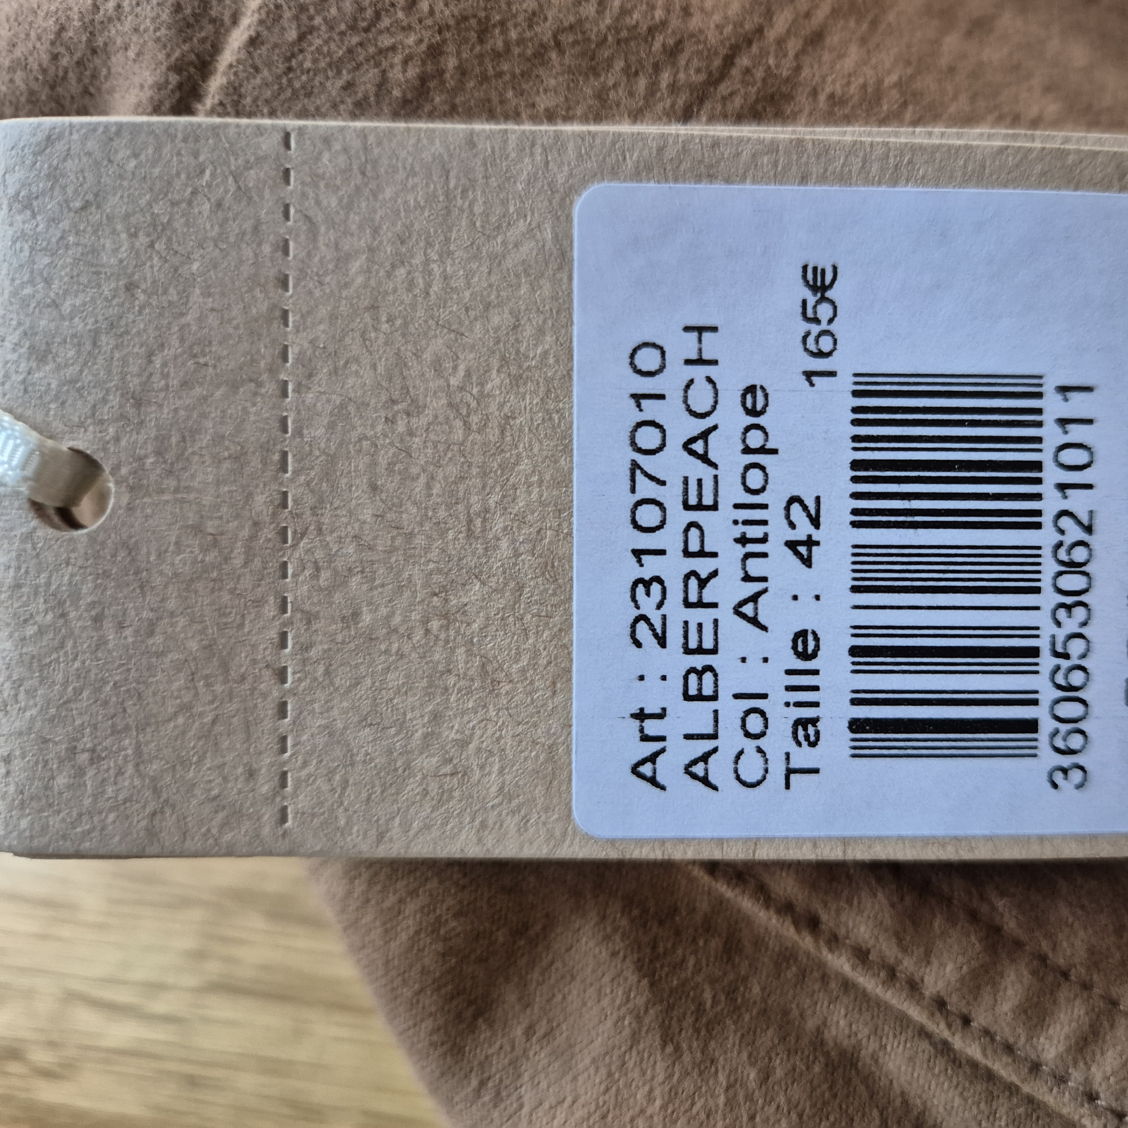 Art : 23107010
ALBERPEACH
Col : Antilope
Taille : 42 165€
3606530621011